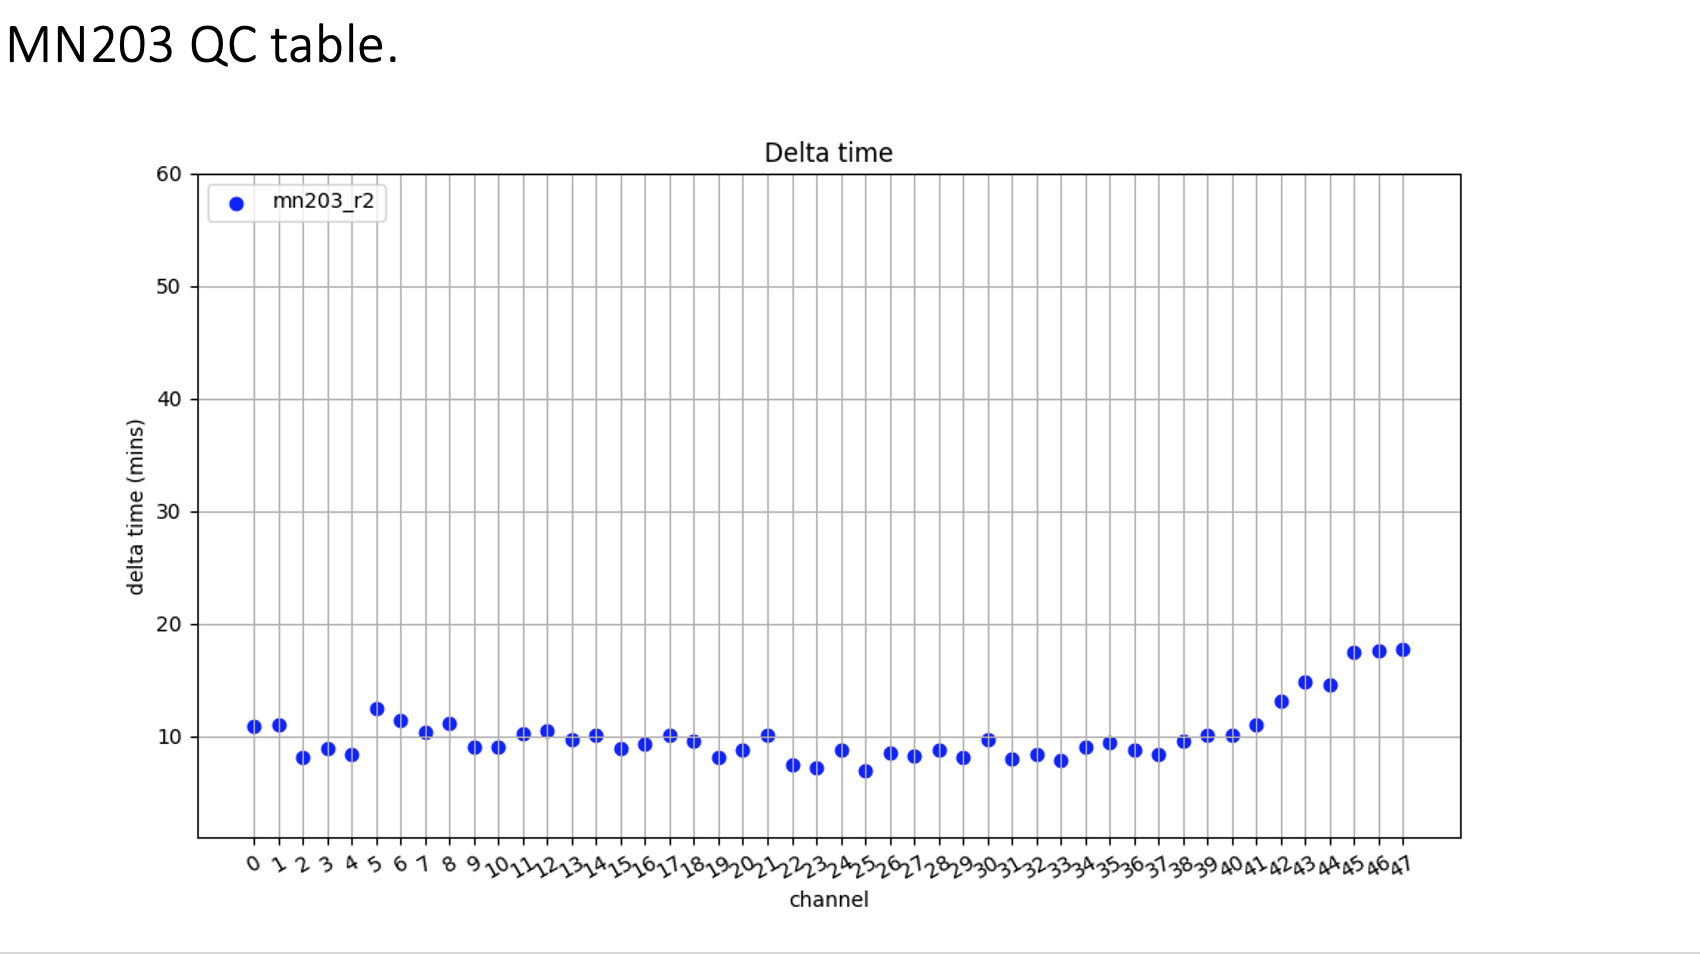 MN203 QC table.
Delta time
mn203_r2
60
50
40
30
20
10
delta time (mins)
0 1 2 3 4 5 6 7 8 9 10 11 12 13 14 15 16 17 18 19 20 21 22 23 24 25 26 27 28 29 30 31 32 33 34 35 36 37 38 39 40 41 42 43 44 45 46 47
channel